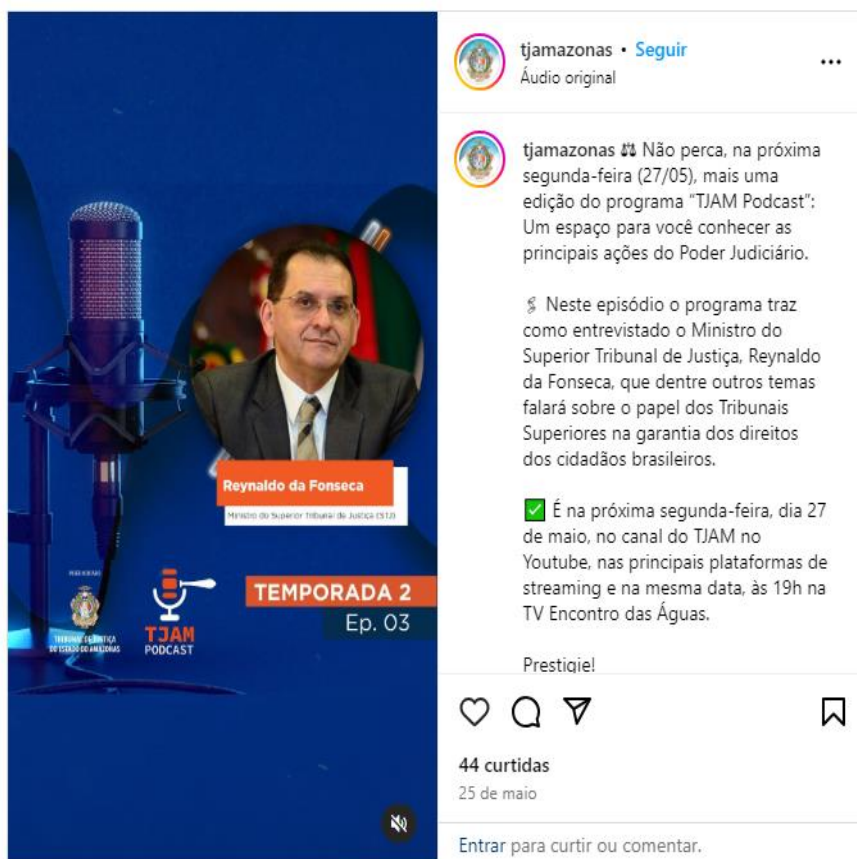 Reynaldo da Fonseca
Ministro do Superior Tribunal de Justiça (STJ)
PODER JUDICIÁRIO
TRIBUNAL DE JUSTIÇA
DO ESTADO DO AMAZONAS
TJAM
PODCAST
TEMPORADA 2
Ep. 03
tjamazonas • Seguir
Áudio original
tjamazonas ⚖️ Não perca, na próxima
segunda-feira (27/05), mais uma
edição do programa “TJAM Podcast”:
Um espaço para você conhecer as
principais ações do Poder Judiciário.
🖇 Neste episódio o programa traz
como entrevistado o Ministro do
Superior Tribunal de Justiça, Reynaldo
da Fonseca, que dentre outros temas
falará sobre o papel dos Tribunais
Superiores na garantia dos direitos
dos cidadãos brasileiros.
✅ É na próxima segunda-feira, dia 27
de maio, no canal do TJAM no
Youtube, nas principais plataformas de
streaming e na mesma data, às 19h na
TV Encontro das Águas.
Prestigie!
44 curtidas
25 de maio
Entrar para curtir ou comentar.